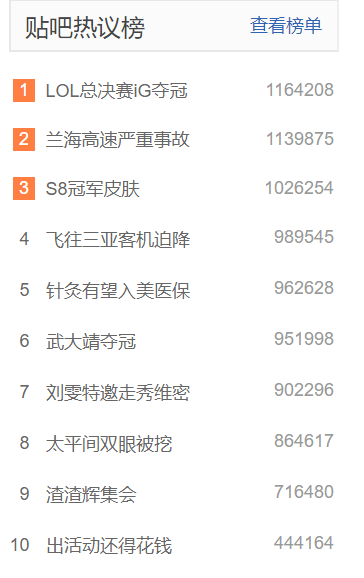 贴吧热议榜 查看榜单
1 LOL总决赛iG夺冠 1164208
2 兰海高速严重事故 1139875
3 S8冠军皮肤 1026254
4 飞往三亚客机迫降 989545
5 针灸有望入美医保 962628
6 武大靖夺冠 951998
7 刘雯特邀走秀维密 902296
8 太平间双眼被挖 864617
9 渣渣辉集会 716480
10 出活动还得花钱 444164